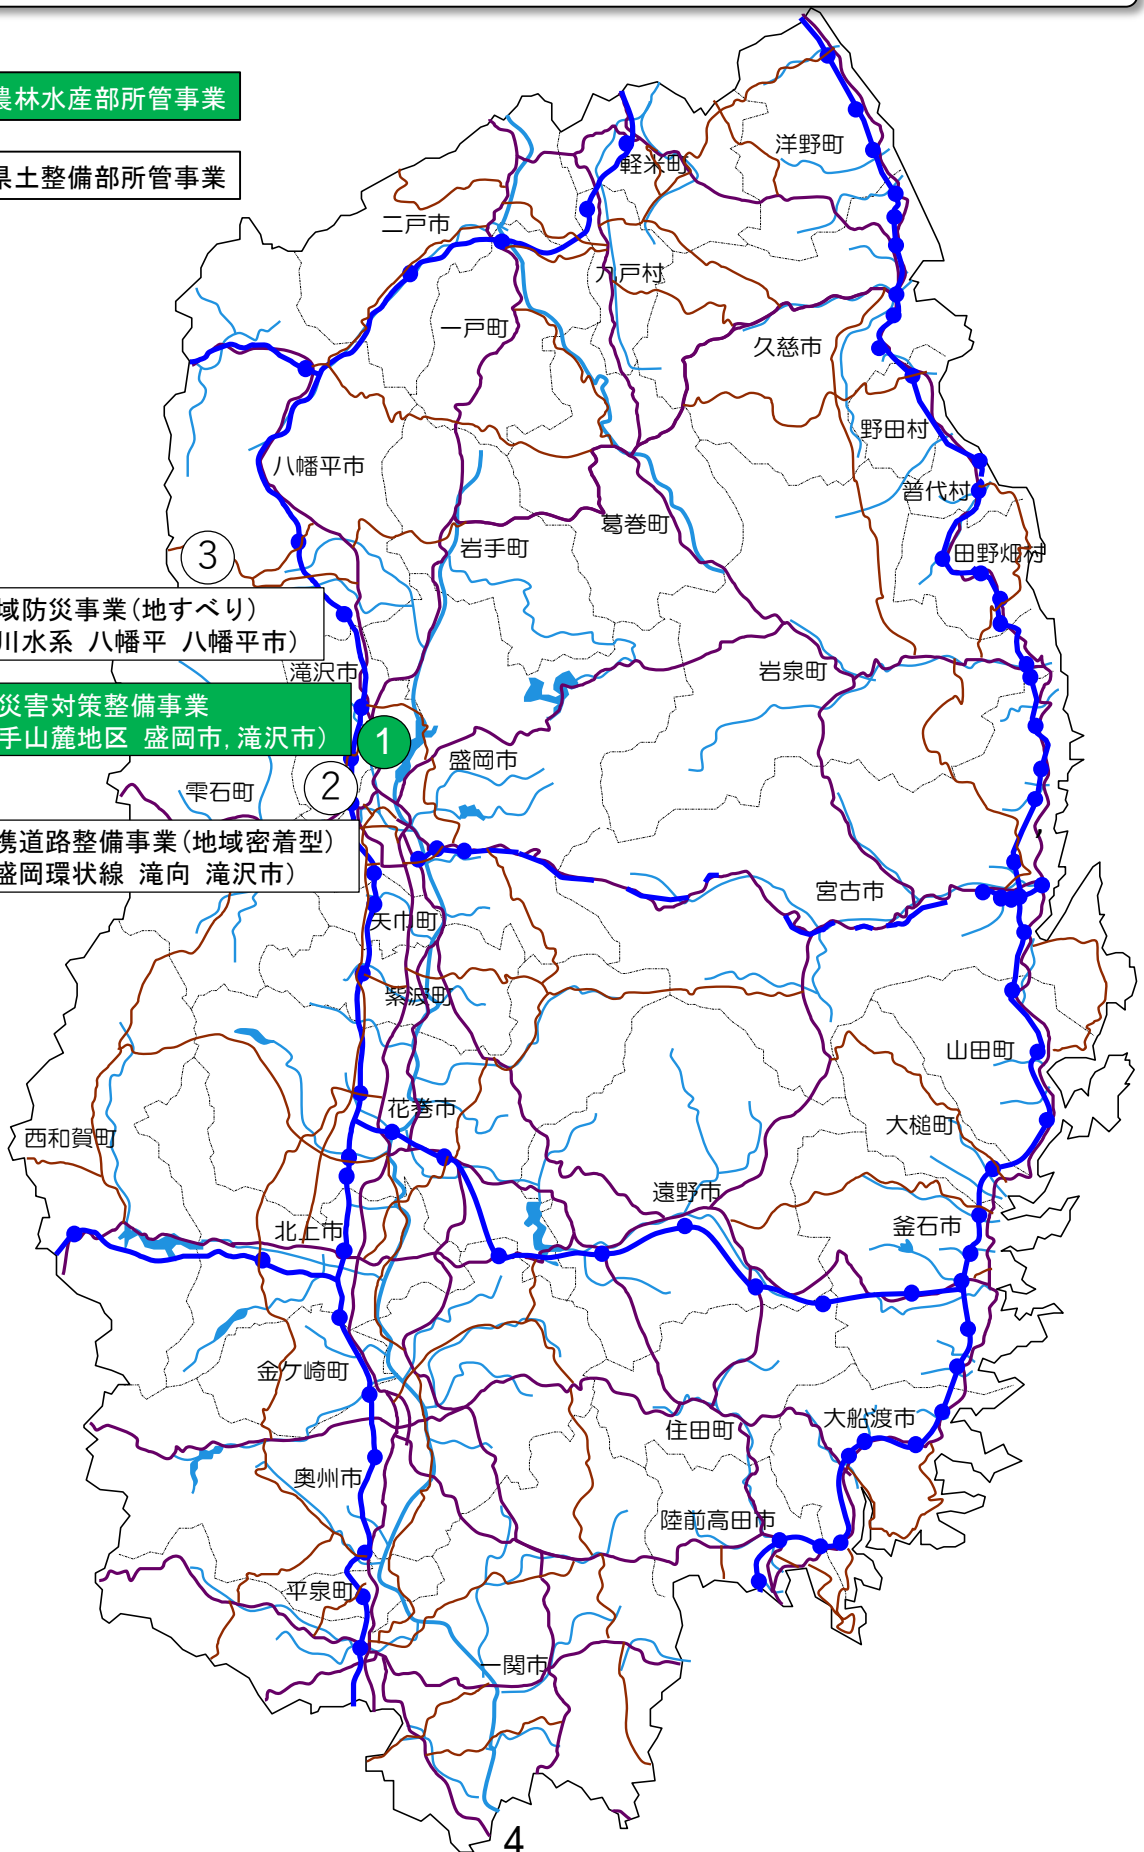 農林水産部所管事業
県土整備部所管事業
洋野町
軽米町
二戸市
九戸村
一戸町
久慈市
野田村
八幡平市
普代村
葛巻町
岩手町
田野畑村
3
域防災事業(地すべり)
川水系 八幡平 八幡平市)
滝沢市
岩泉町
災害対策整備事業
手山麓地区 盛岡市,滝沢市)
1
盛岡市
2
雫石町
携道路整備事業(地域密着型)
盛岡環状線 滝向 滝沢市)
宮古市
矢巾町
紫波町
山田町
花巻市
大槌町
西和賀町
遠野市
釜石市
北上市
金ケ崎町
大船渡市
住田町
奥州市
陸前高田市
平泉町
一関市
4